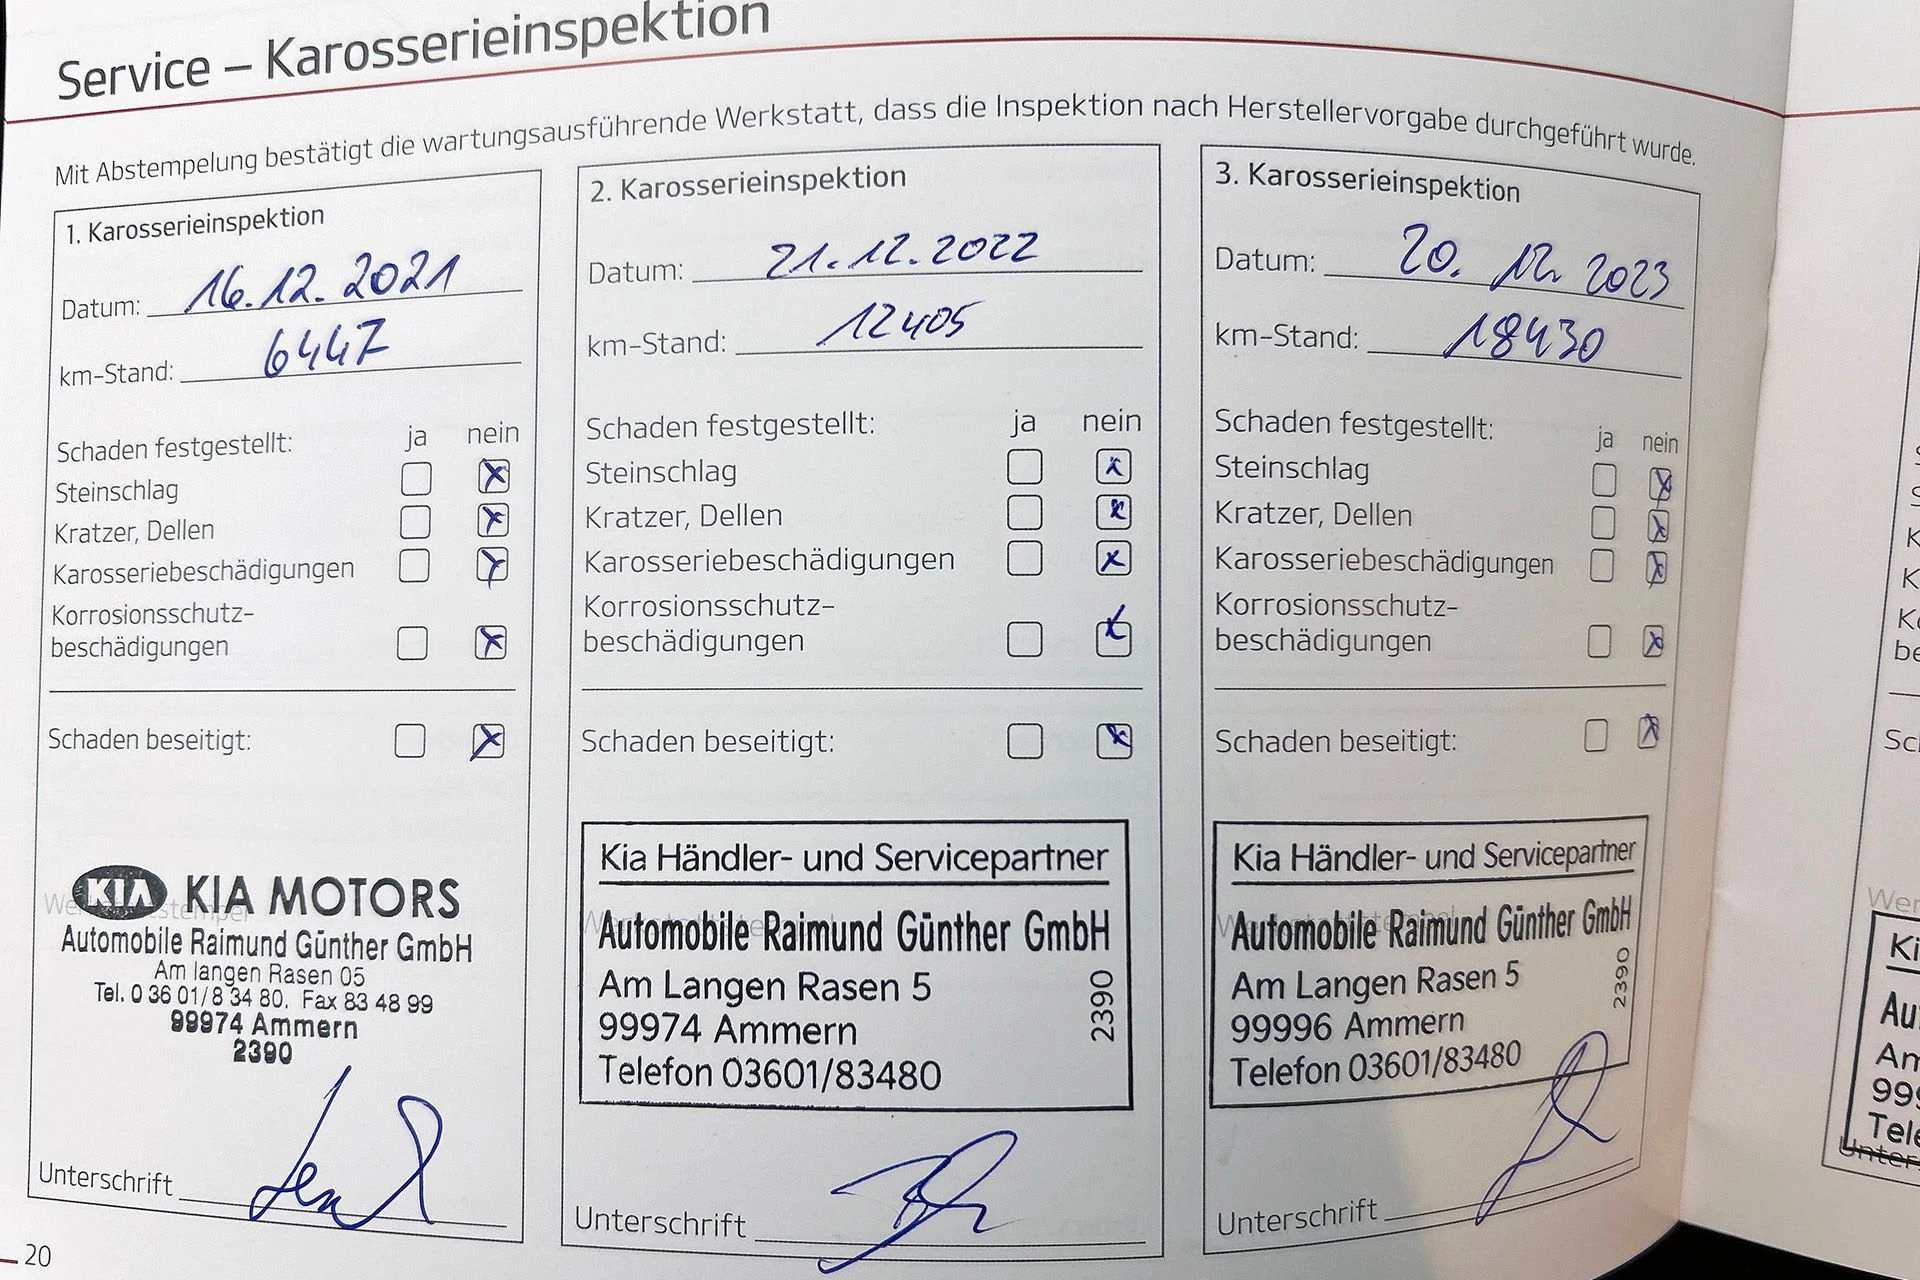 Service – Karosserieinspektion
Mit Abstempelung bestätigt die wartungsausführende Werkstatt, dass die Inspektion nach Herstellervorgabe durchgeführt wurde.
1. Karosserieinspektion
Datum: 16.12.2021
km-Stand: 6447
Schaden festgestellt: ja nein
Steinschlag
Kratzer, Dellen
Karosseriebeschädigungen
Korrosionsschutz-
beschädigungen
Schaden beseitigt:
KIA KIA MOTORS
Automobile Raimund Günther GmbH
Am langen Rasen 05
Tel. 0 36 01/8 34 80. Fax 83 48 99
99974 Ammern
2390
Unterschrift
2. Karosserieinspektion
Datum: 21.12.2022
km-Stand: 12405
Schaden festgestellt: ja nein
Steinschlag
Kratzer, Dellen
Karosseriebeschädigungen
Korrosionsschutz-
beschädigungen
Schaden beseitigt:
Kia Händler- und Servicepartner
Automobile Raimund Günther GmbH
Am Langen Rasen 5
99974 Ammern
Telefon 03601/83480
2390
Unterschrift
3. Karosserieinspektion
Datum: 20.12.2023
km-Stand: 18430
Schaden festgestellt: ja nein
Steinschlag
Kratzer, Dellen
Karosseriebeschädigungen
Korrosionsschutz-
beschädigungen
Schaden beseitigt:
Kia Händler- und Servicepartner
Automobile Raimund Günther GmbH
Am Langen Rasen 5
99996 Ammern
Telefon 03601/83480
2390
Unterschrift
20